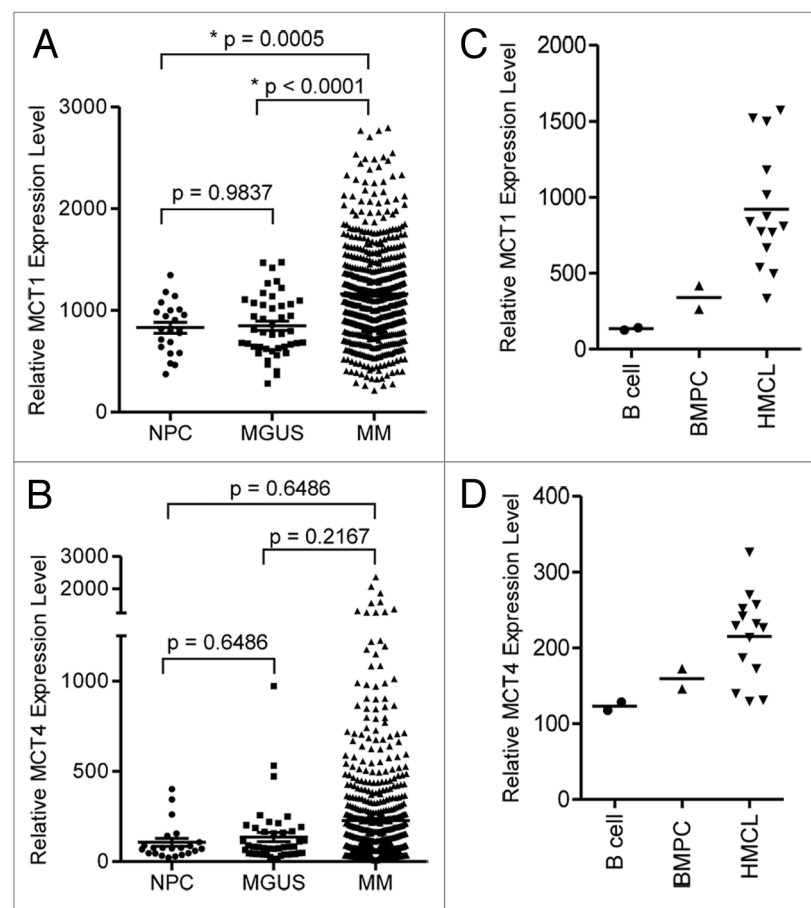 A
* p = 0.0005
* p < 0.0001
p = 0.9837
Relative MCT1 Expression Level
3000
2000
1000
0
NPC MGUS MM
C
Relative MCT1 Expression Level
2000
1500
1000
500
0
B cell
BMPC
HMCL
B
p = 0.6486
p = 0.2167
p = 0.6486
Relative MCT4 Expression Level
3000
2000
1000
500
0
NPC MGUS MM
D
Relative MCT4 Expression Level
400
300
200
100
0
B cell
BMPC
HMCL